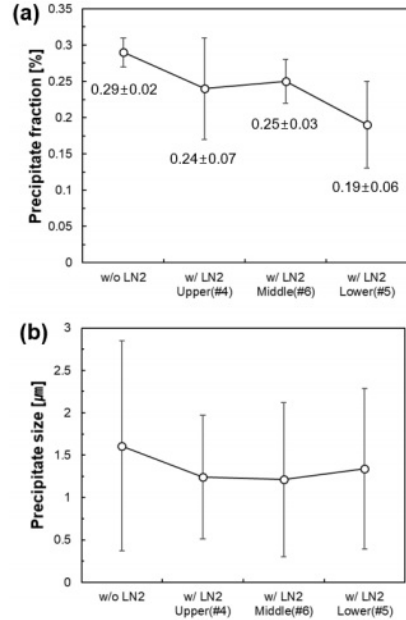 (a)
Precipitate fraction [%]
0.35
0.3
0.25
0.2
0.15
0.1
0.05
0
0.29±0.02
0.24±0.07
0.25±0.03
0.19±0.06
w/o LN2
w/ LN2
Upper(#4)
w/ LN2
Middle(#6)
w/ LN2
Lower(#5)
(b)
Precipitate size [㎛]
3
2.5
2
1.5
1
0.5
0
w/o LN2
w/ LN2
Upper(#4)
w/ LN2
Middle(#6)
w/ LN2
Lower(#5)